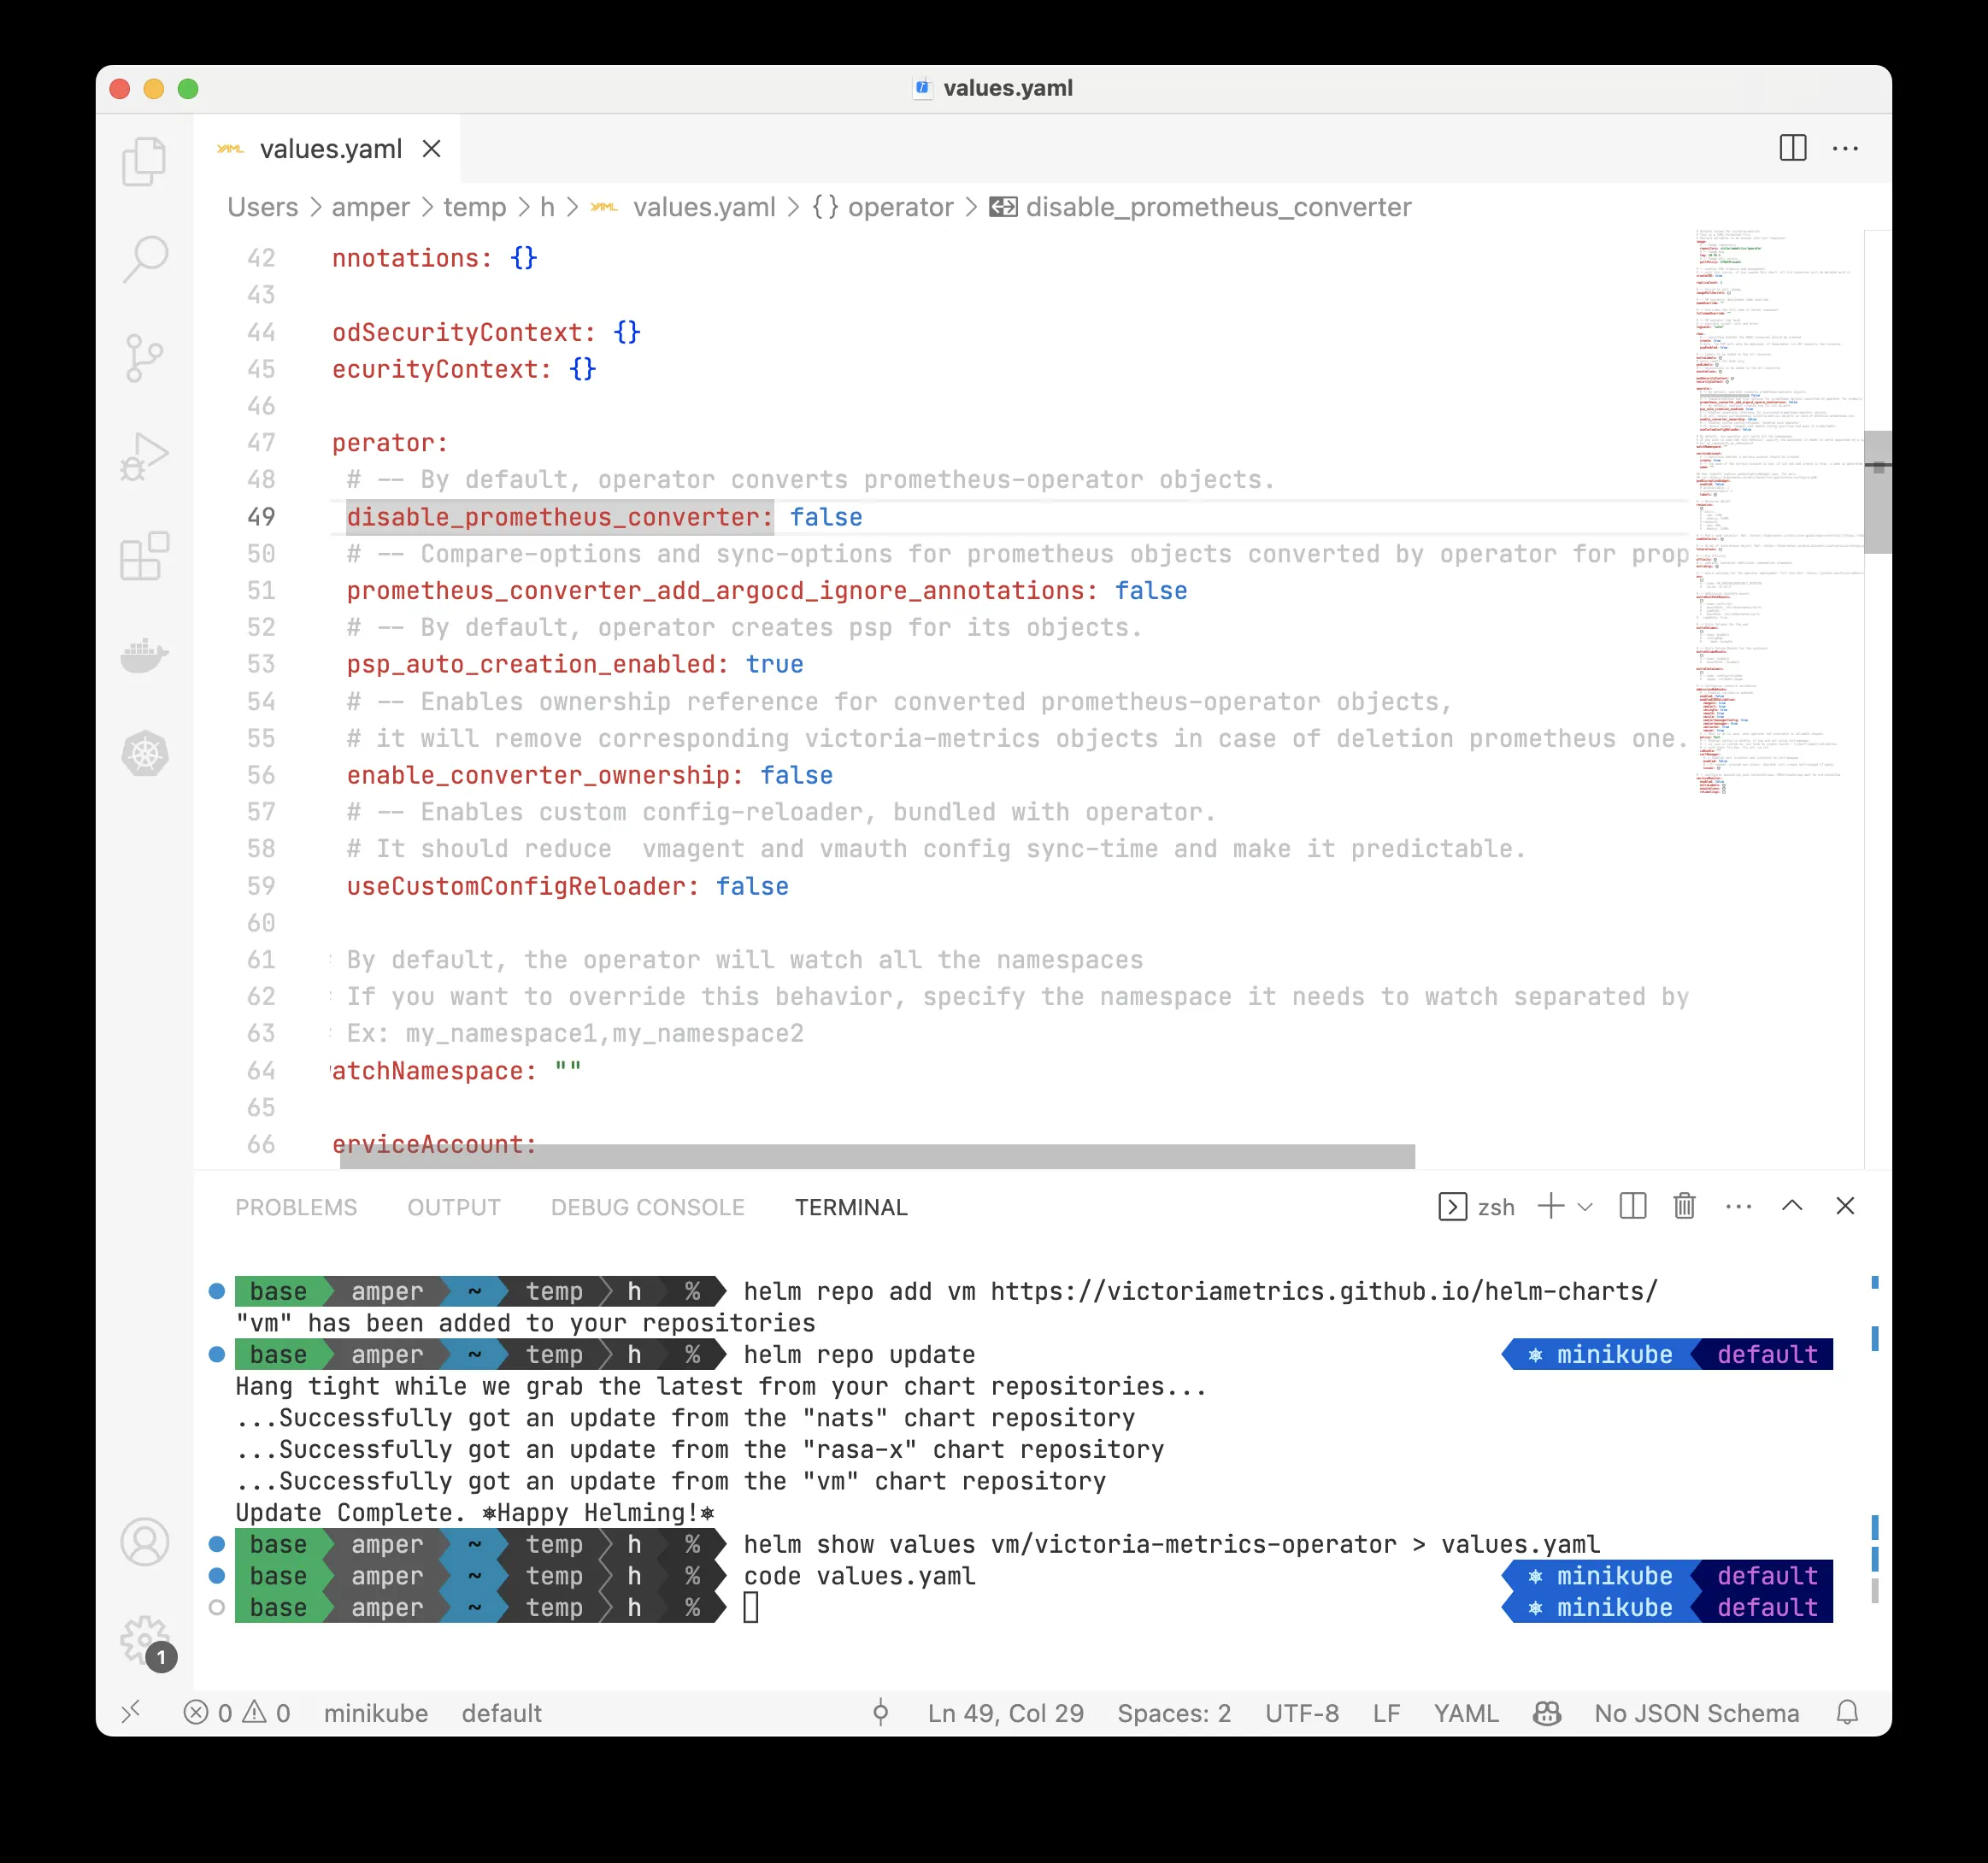 values.yaml
YAML values.yaml
Users > amper > temp > h > YAML values.yaml > {} operator > disable_prometheus_converter
42 nnotations: {}
43
44 odSecurityContext: {}
45 ecurityContext: {}
46
47 perator:
48 # -- By default, operator converts prometheus-operator objects.
49 disable_prometheus_converter: false
50 # -- Compare-options and sync-options for prometheus objects converted by operator for prop
51 prometheus_converter_add_argocd_ignore_annotations: false
52 # -- By default, operator creates psp for its objects.
53 psp_auto_creation_enabled: true
54 # -- Enables ownership reference for converted prometheus-operator objects,
55 # it will remove corresponding victoria-metrics objects in case of deletion prometheus one.
56 enable_converter_ownership: false
57 # -- Enables custom config-reloader, bundled with operator.
58 # It should reduce  vmagent and vmauth config sync-time and make it predictable.
59 useCustomConfigReloader: false
60
61 By default, the operator will watch all the namespaces
62 If you want to override this behavior, specify the namespace it needs to watch separated by
63 Ex: my_namespace1,my_namespace2
64 atchNamespace: ""
65
66 erviceAccount:
PROBLEMS OUTPUT DEBUG CONSOLE TERMINAL zsh
base amper ~ temp h % helm repo add vm https://victoriametrics.github.io/helm-charts/
"vm" has been added to your repositories
base amper ~ temp h % helm repo update ⎈ minikube default
Hang tight while we grab the latest from your chart repositories...
...Successfully got an update from the "nats" chart repository
...Successfully got an update from the "rasa-x" chart repository
...Successfully got an update from the "vm" chart repository
Update Complete. ⎈Happy Helming!⎈
base amper ~ temp h % helm show values vm/victoria-metrics-operator > values.yaml
base amper ~ temp h % code values.yaml ⎈ minikube default
base amper ~ temp h % ⎈ minikube default
1
0 0 minikube default Ln 49, Col 29 Spaces: 2 UTF-8 LF YAML No JSON Schema